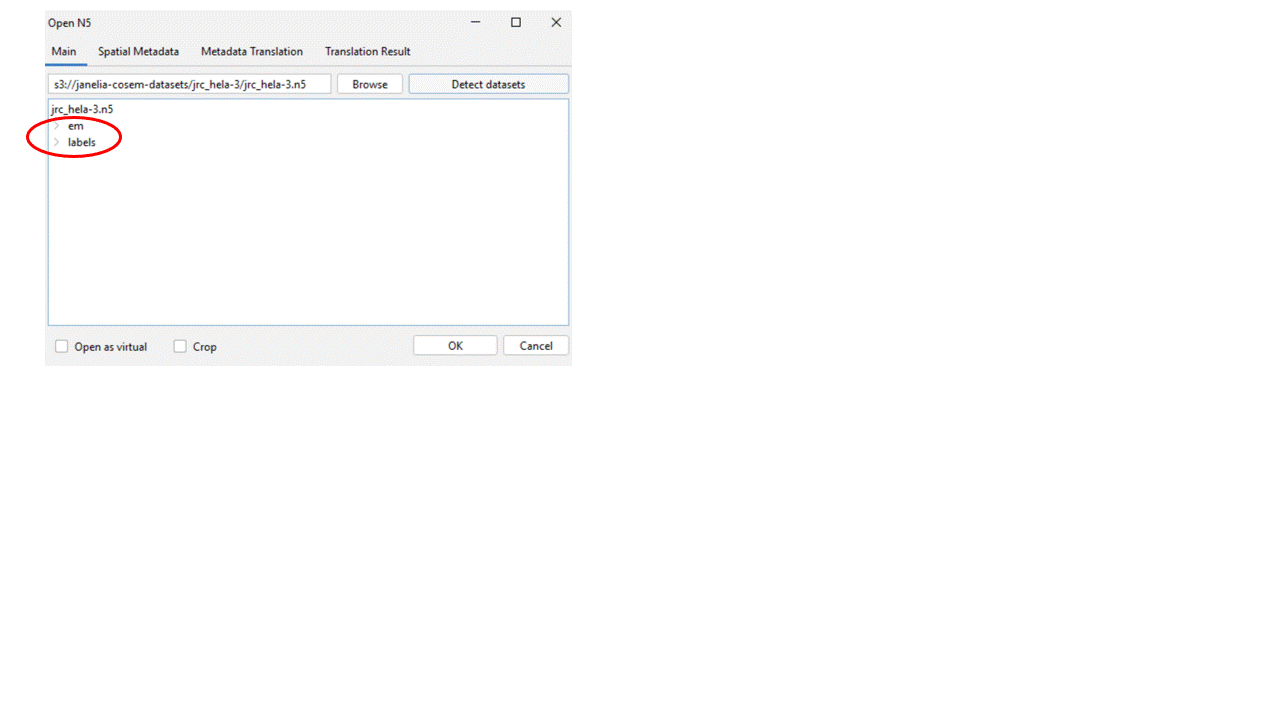 Open N5
Main Spatial Metadata Metadata Translation Translation Result
s3://janelia-cosem-datasets/jrc_hela-3/jrc_hela-3.n5 Browse Detect datasets
jrc_hela-3.n5
em
labels
Open as virtual Crop OK Cancel